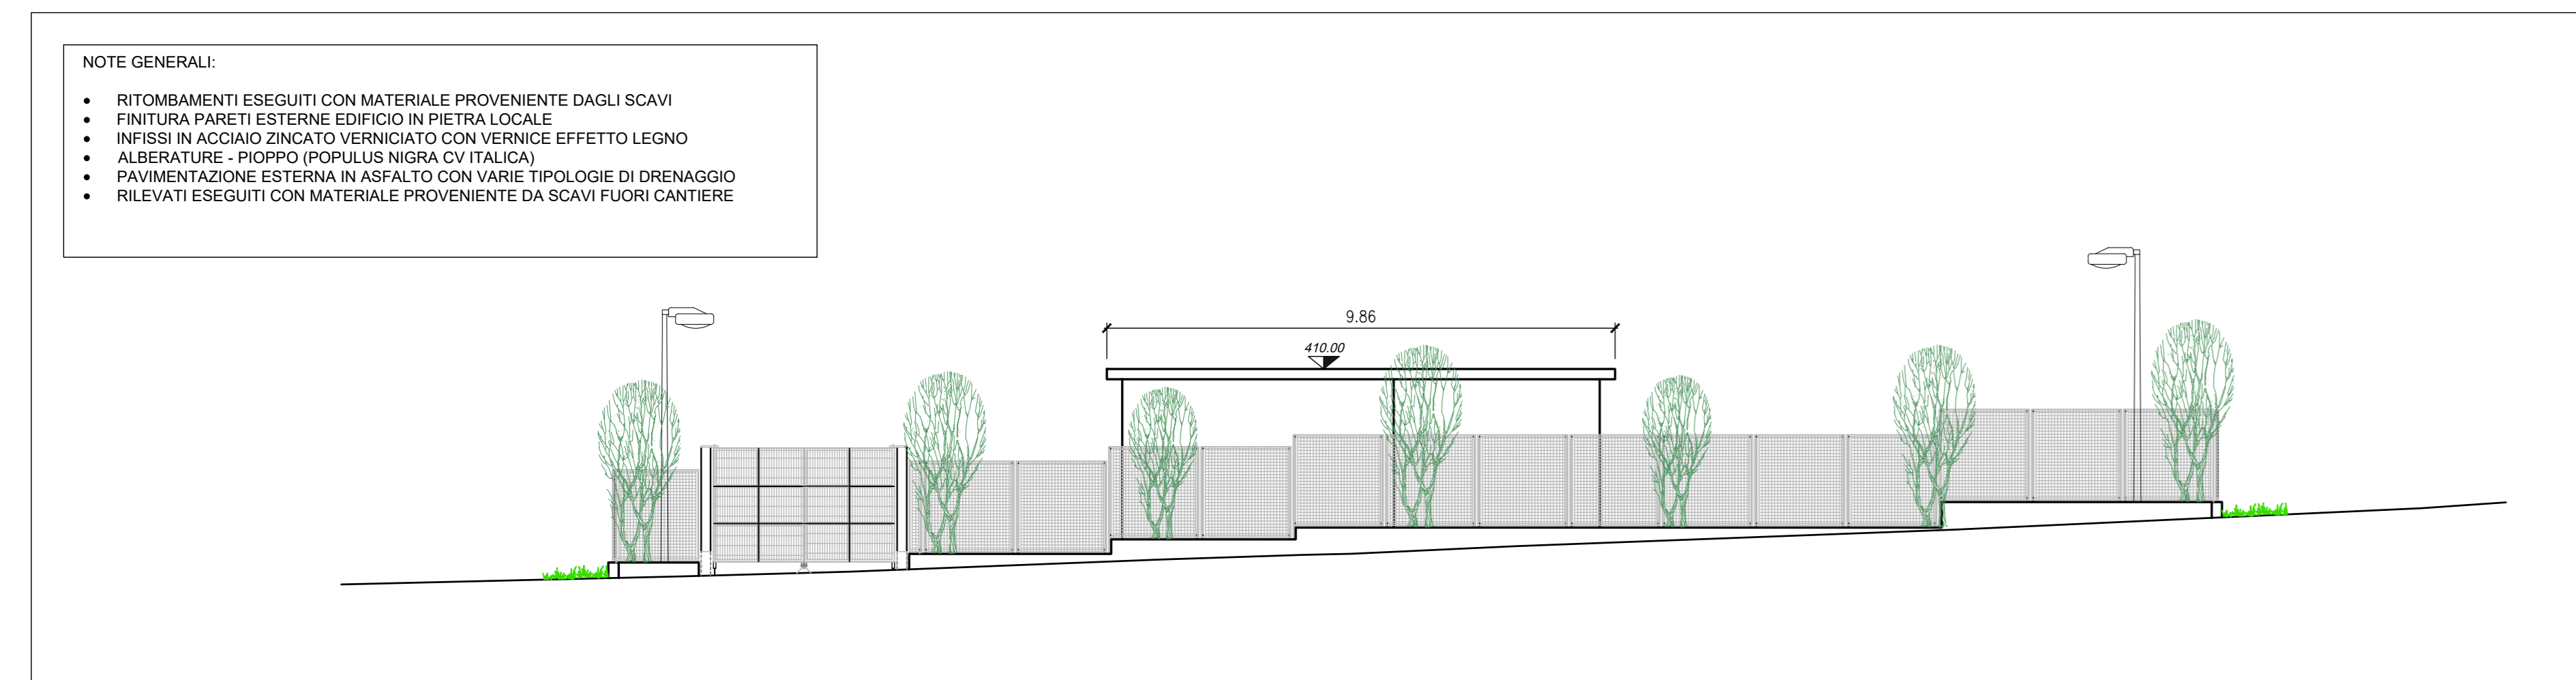 NOTE GENERALI:
• RITOMBAMENTI ESEGUITI CON MATERIALE PROVENIENTE DAGLI SCAVI
• FINITURA PARETI ESTERNE EDIFICIO IN PIETRA LOCALE
• INFISSI IN ACCIAIO ZINCATO VERNICIATO CON VERNICE EFFETTO LEGNO
• ALBERATURE - PIOPPO (POPULUS NIGRA CV ITALICA)
• PAVIMENTAZIONE ESTERNA IN ASFALTO CON VARIE TIPOLOGIE DI DRENAGGIO
• RILEVATI ESEGUITI CON MATERIALE PROVENIENTE DA SCAVI FUORI CANTIERE
9.86
410.00